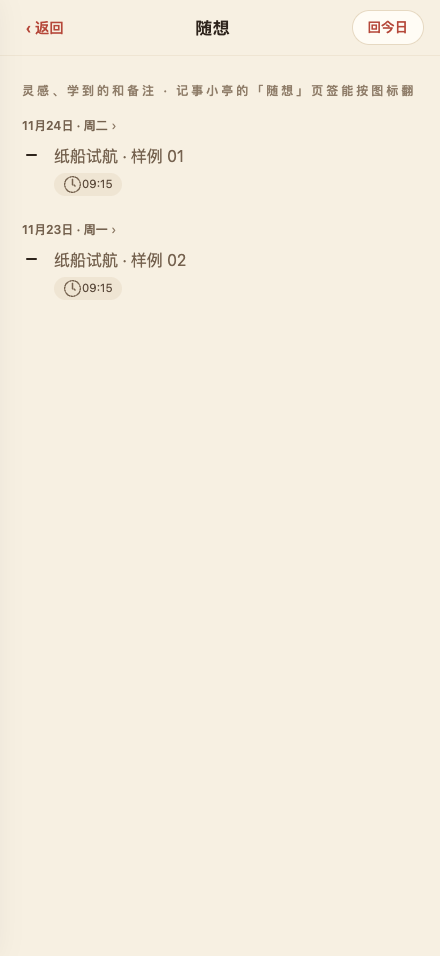 ‹ 返回
随想
回今日
灵感、学到的和备注 · 记事小亭的「随想」页签能按图标翻
11月24日 · 周二 ›
– 纸船试航 · 样例 01
09:15
11月23日 · 周一 ›
– 纸船试航 · 样例 02
09:15